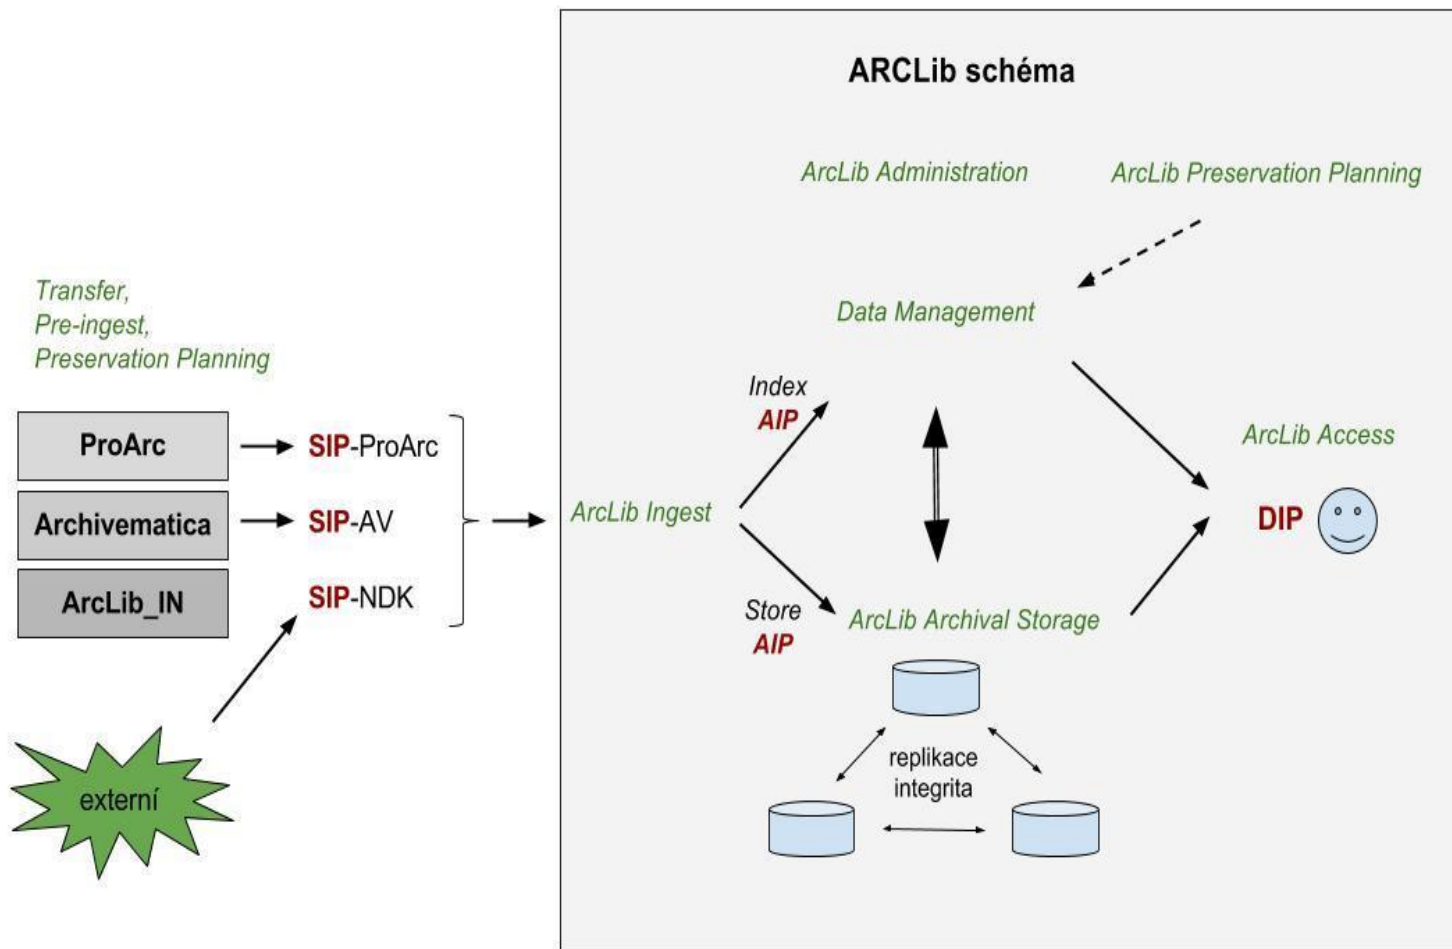 ARCLib schéma
ArcLib Administration
ArcLib Preservation Planning
Transfer,
Pre-ingest,
Preservation Planning
Data Management
ProArc
SIP-ProArc
Archivematica
SIP-AV
ArcLib_IN
SIP-NDK
externí
ArcLib Ingest
Index
AIP
Store
AIP
ArcLib Archival Storage
replikace
integrita
ArcLib Access
DIP